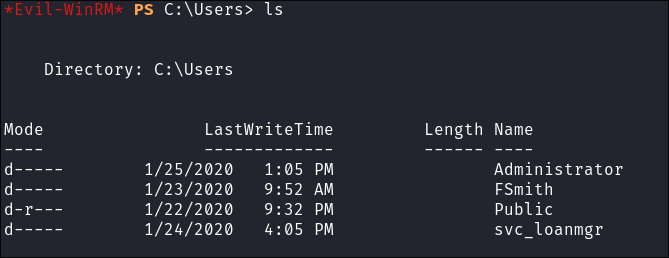 *Evil-WinRM* PS C:\Users> ls
Directory: C:\Users
Mode                LastWriteTime         Length Name
----                -------------         ------ ----
d-----        1/25/2020   1:05 PM                Administrator
d-----        1/23/2020   9:52 AM                FSmith
d-r---        1/22/2020   9:32 PM                Public
d-----        1/24/2020   4:05 PM                svc_loanmgr